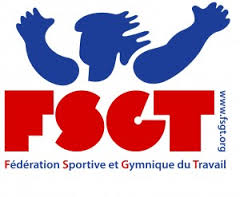 FSGT
www.fsgt.org
Fédération Sportive et Gymnique du Travail